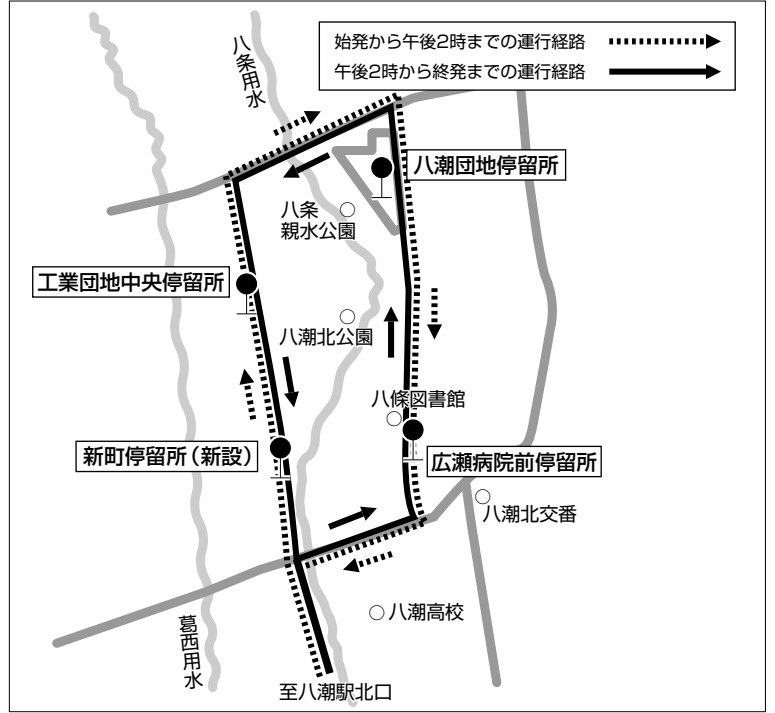 始発から午後2時までの運行経路
午後2時から終発までの運行経路
八条用水
八潮団地停留所
八条
親水公園
工業団地中央停留所
八潮北公園
八條図書館
新町停留所（新設）
広瀬病院前停留所
八潮北交番
八潮高校
葛西用水
至八潮駅北口